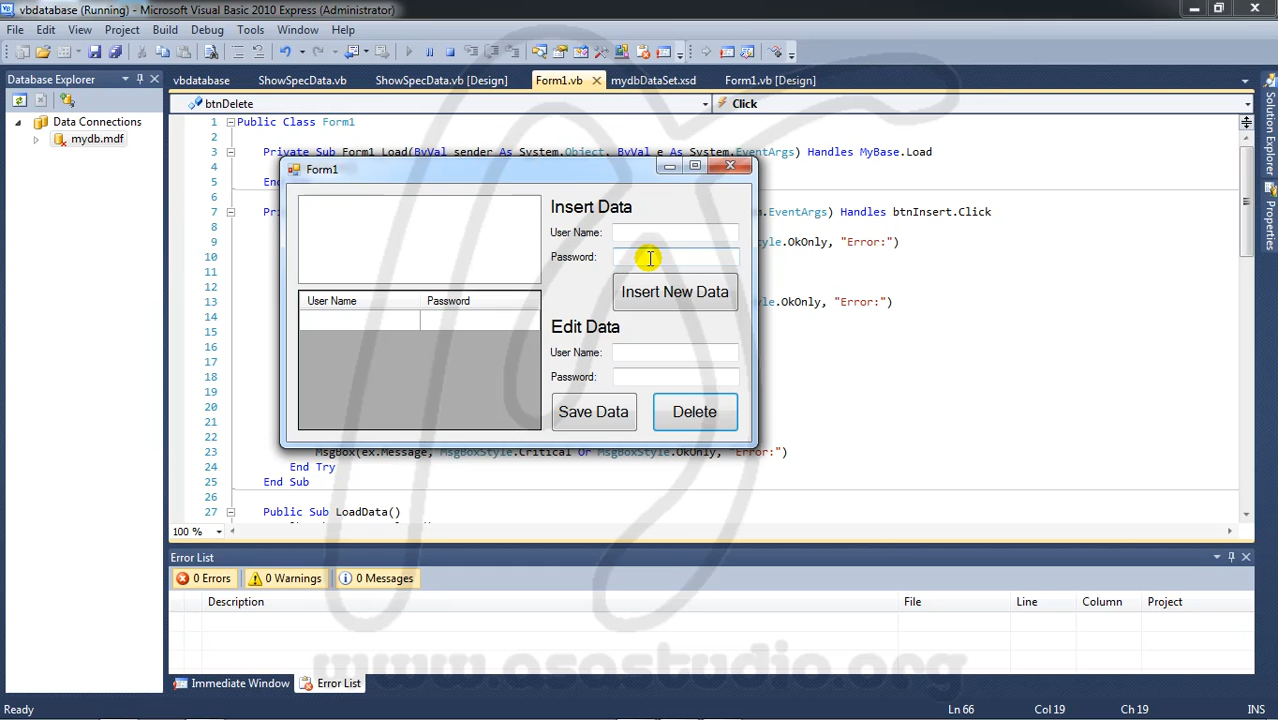 vbdatabase (Running) - Microsoft Visual Basic 2010 Express (Administrator)
File Edit View Project Build Debug Tools Window Help
Database Explorer
vbdatabase ShowSpecData.vb ShowSpecData.vb [Design] Form1.vb mydbDataSet.xsd Form1.vb [Design]
btnDelete Click
Data Connections
mydb.mdf
1 Public Class Form1
2
3 Private Sub Form1_Load(ByVal sender As System.Object, ByVal e As System.EventArgs) Handles MyBase.Load
4
5
6
7 m.EventArgs) Handles btnInsert.Click
8
9 yle.OkOnly, "Error:")
10
11
12
13 le.OkOnly, "Error:")
14
15
16
17
18
19
20
21
22
23 MsgBox(ex.Message, MsgBoxStyle.Critical Or MsgBoxStyle.OkOnly, "Error:")
24 End Try
25 End Sub
26
27 Public Sub LoadData()
Form1
Insert Data
User Name:
Password:
Insert New Data
User Name Password
Edit Data
User Name:
Password:
Save Data Delete
100 %
Error List
0 Errors 0 Warnings 0 Messages
Description File Line Column Project
www.asastudio.org
Immediate Window Error List
Ready Ln 66 Col 19 Ch 19 INS
Solution Explorer
Properties